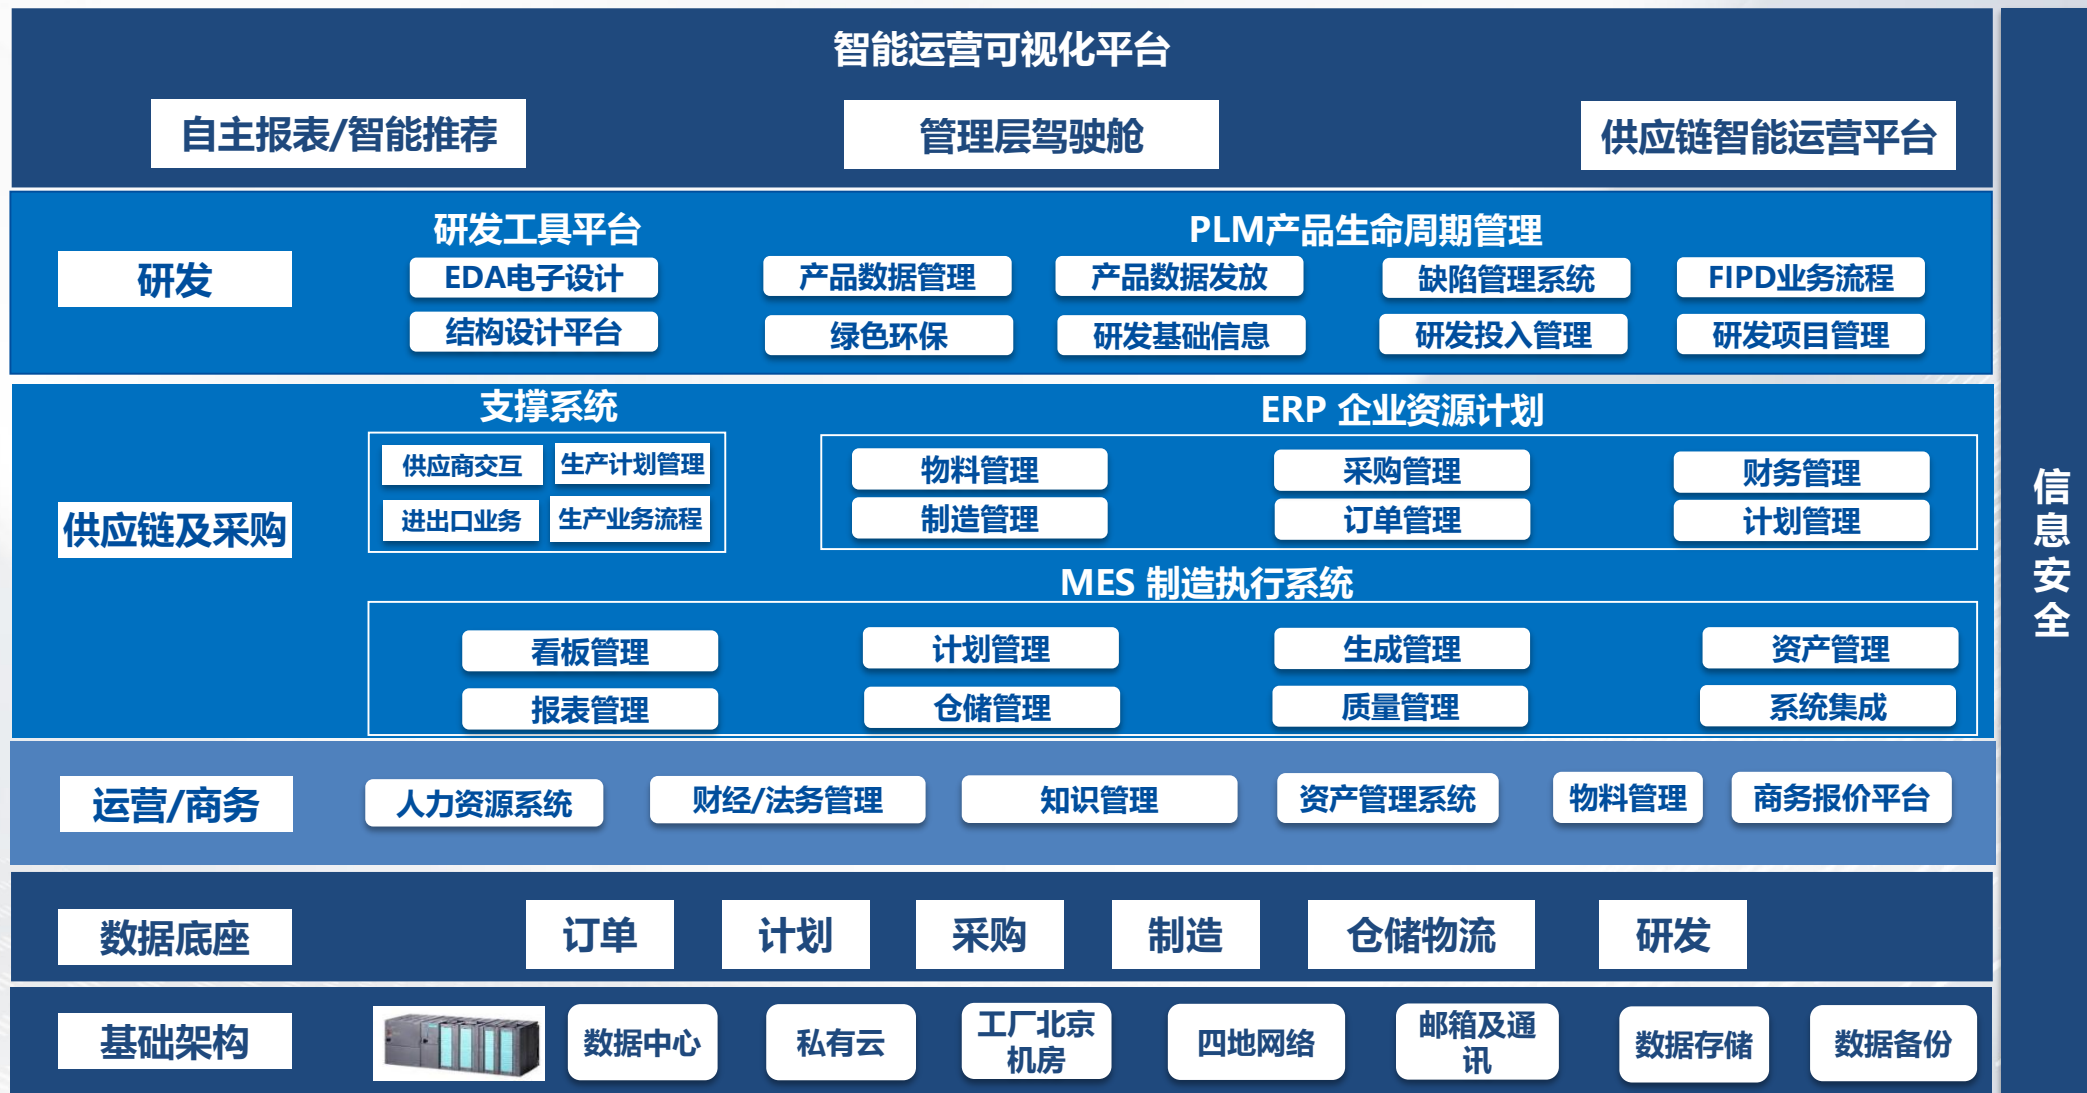 智能运营可视化平台
自主报表/智能推荐
管理层驾驶舱
供应链智能运营平台
研发
研发工具平台
EDA电子设计
结构设计平台
PLM产品生命周期管理
产品数据管理
产品数据发放
缺陷管理系统
FIPD业务流程
绿色环保
研发基础信息
研发投入管理
研发项目管理
供应链及采购
支撑系统
供应商交互
生产计划管理
进出口业务
生产业务流程
ERP 企业资源计划
物料管理
采购管理
财务管理
制造管理
订单管理
计划管理
MES 制造执行系统
看板管理
计划管理
生成管理
资产管理
报表管理
仓储管理
质量管理
系统集成
运营/商务
人力资源系统
财经/法务管理
知识管理
资产管理系统
物料管理
商务报价平台
数据底座
订单
计划
采购
制造
仓储物流
研发
基础架构
数据中心
私有云
工厂北京
机房
四地网络
邮箱及通
讯
数据存储
数据备份
信
息
安
全